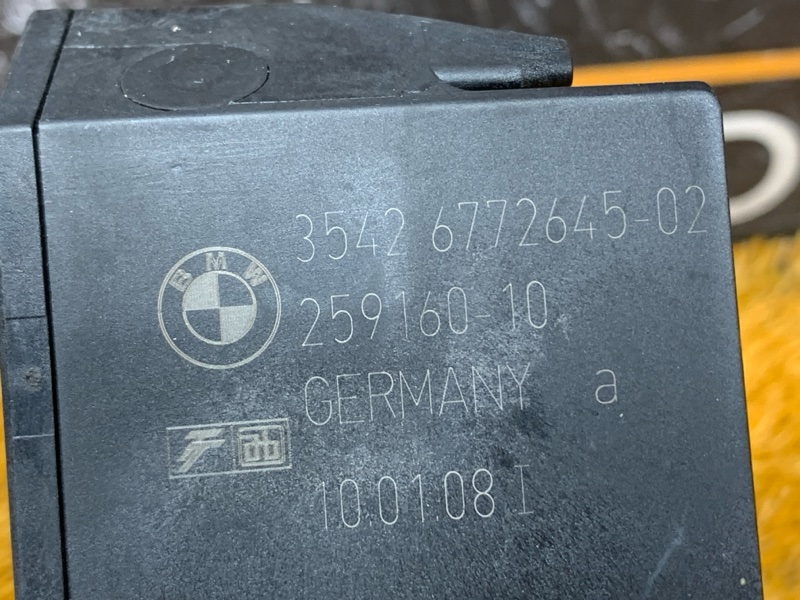 3542 6772645-02
BMW
259160-10
GERMANY a
10.01.08 I